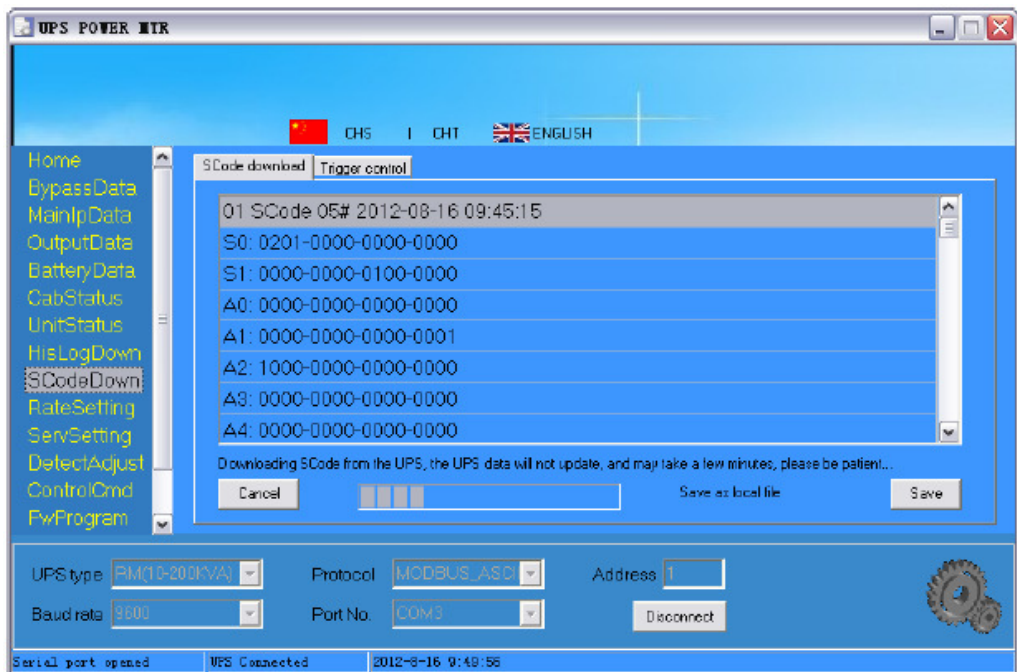 UPS POWER MTR
CHS | CHT ENGLISH
Home
BypassData
MainIpData
OutputData
BatteryData
CabStatus
UnitStatus
HisLogDown
SCodeDown
RateSetting
ServSetting
DetectAdjust
ControlCmd
FwProgram
SCode download
Trigger control
01 SCode 05# 2012-08-16 09:45:15
S0: 0201-0000-0000-0000
S1: 0000-0000-0100-0000
A0: 0000-0000-0000-0000
A1: 0000-0000-0000-0001
A2: 1000-0000-0000-0000
A3: 0000-0000-0000-0000
A4: 0000-0000-0000-0000
Downloading SCode from the UPS, the UPS data will not update, and may take a few minutes, please be patient...
Cancel
Save as local file
Save
UPS type RM(10-200KVA) Protocol MODBUS_ASCI Address 1
Baud rate 9600 Port No. COM3 Disconnect
Serial port opened UPS Connected 2012-8-16 9:49:56